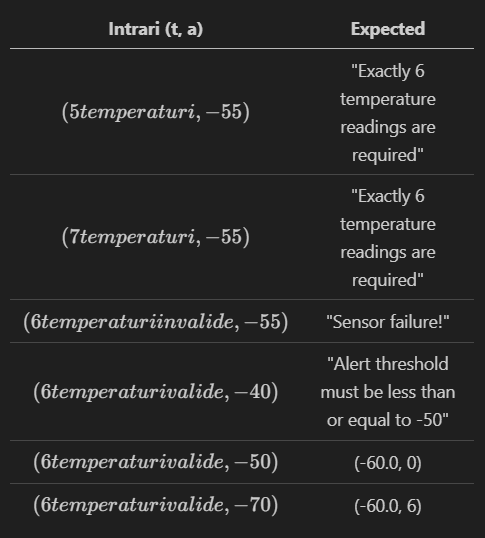 Intrari (t, a) Expected
"Exactly 6
temperature
(5temperaturi, −55)
readings are
required"
"Exactly 6
temperature
(7temperaturi, −55)
readings are
required"
(6temperaturiinvalide, −55) "Sensor failure!"
"Alert threshold
(6temperaturivalide, −40) must be less than
or equal to -50"
(6temperaturivalide, −50) (-60.0, 0)
(6temperaturivalide, −70) (-60.0, 6)